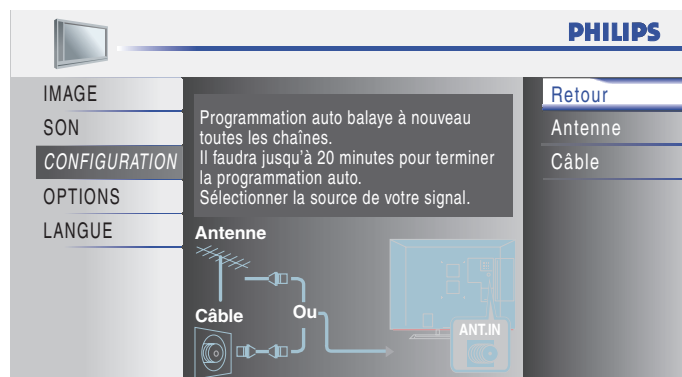 PHILIPS
IMAGE
SON
CONFIGURATION
OPTIONS
LANGUE
Programmation auto balaye à nouveau
toutes les chaînes.
Il faudra jusqu'à 20 minutes pour terminer
la programmation auto.
Sélectionner la source de votre signal.
Antenne
Câble
Ou
ANT.IN
Retour
Antenne
Câble